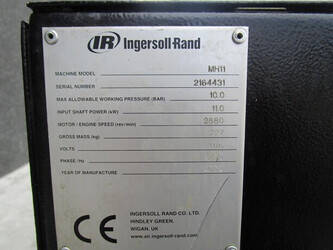 IR Ingersoll-Rand
MACHINE MODEL MH11
SERIAL NUMBER 2164431
MAX ALLOWABLE WORKING PRESSURE (BAR) 10.0
INPUT SHAFT POWER (kW) 11.0
MOTOR / ENGINE SPEED (rev/min) 2880
GROSS MASS (kg)
VOLTS
PHASE / Hz
YEAR OF MANUFACTURE
CE
INGERSOLL-RAND CO. LTD.
HINDLEY GREEN,
WIGAN, UK
www.air.ingersoll-rand.com